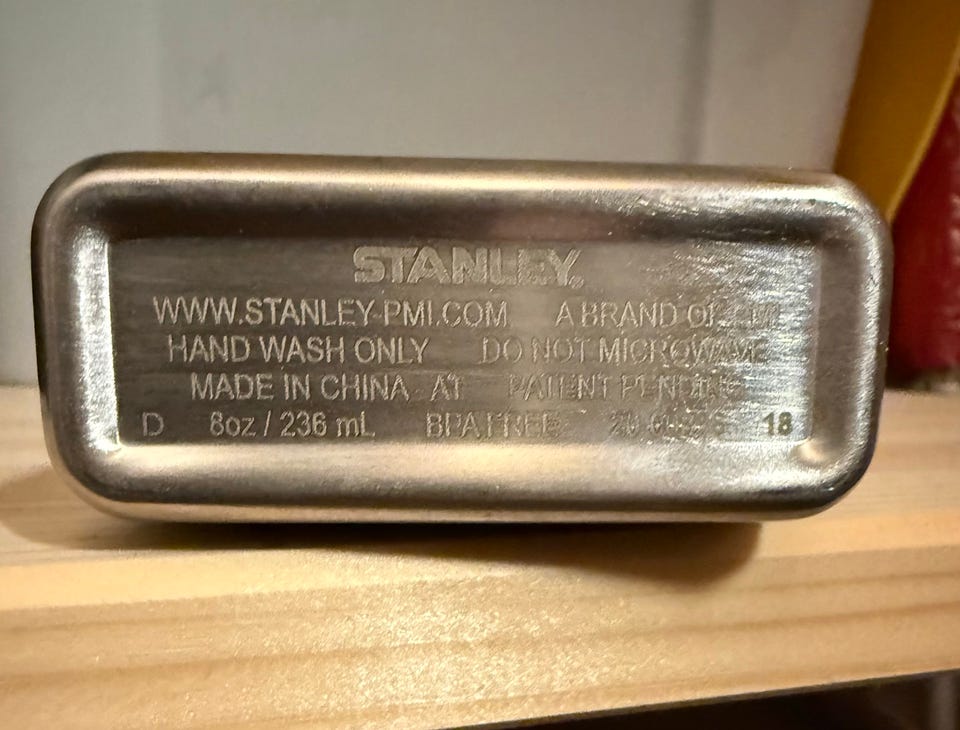 STANLEY.
WWW.STANLEY-PMI.COM A BRAND OF
HAND WASH ONLY DO NOT MICROWAVE
MADE IN CHINA AT PATENT PENDING
D 8oz / 236 mL BPA FREE 18